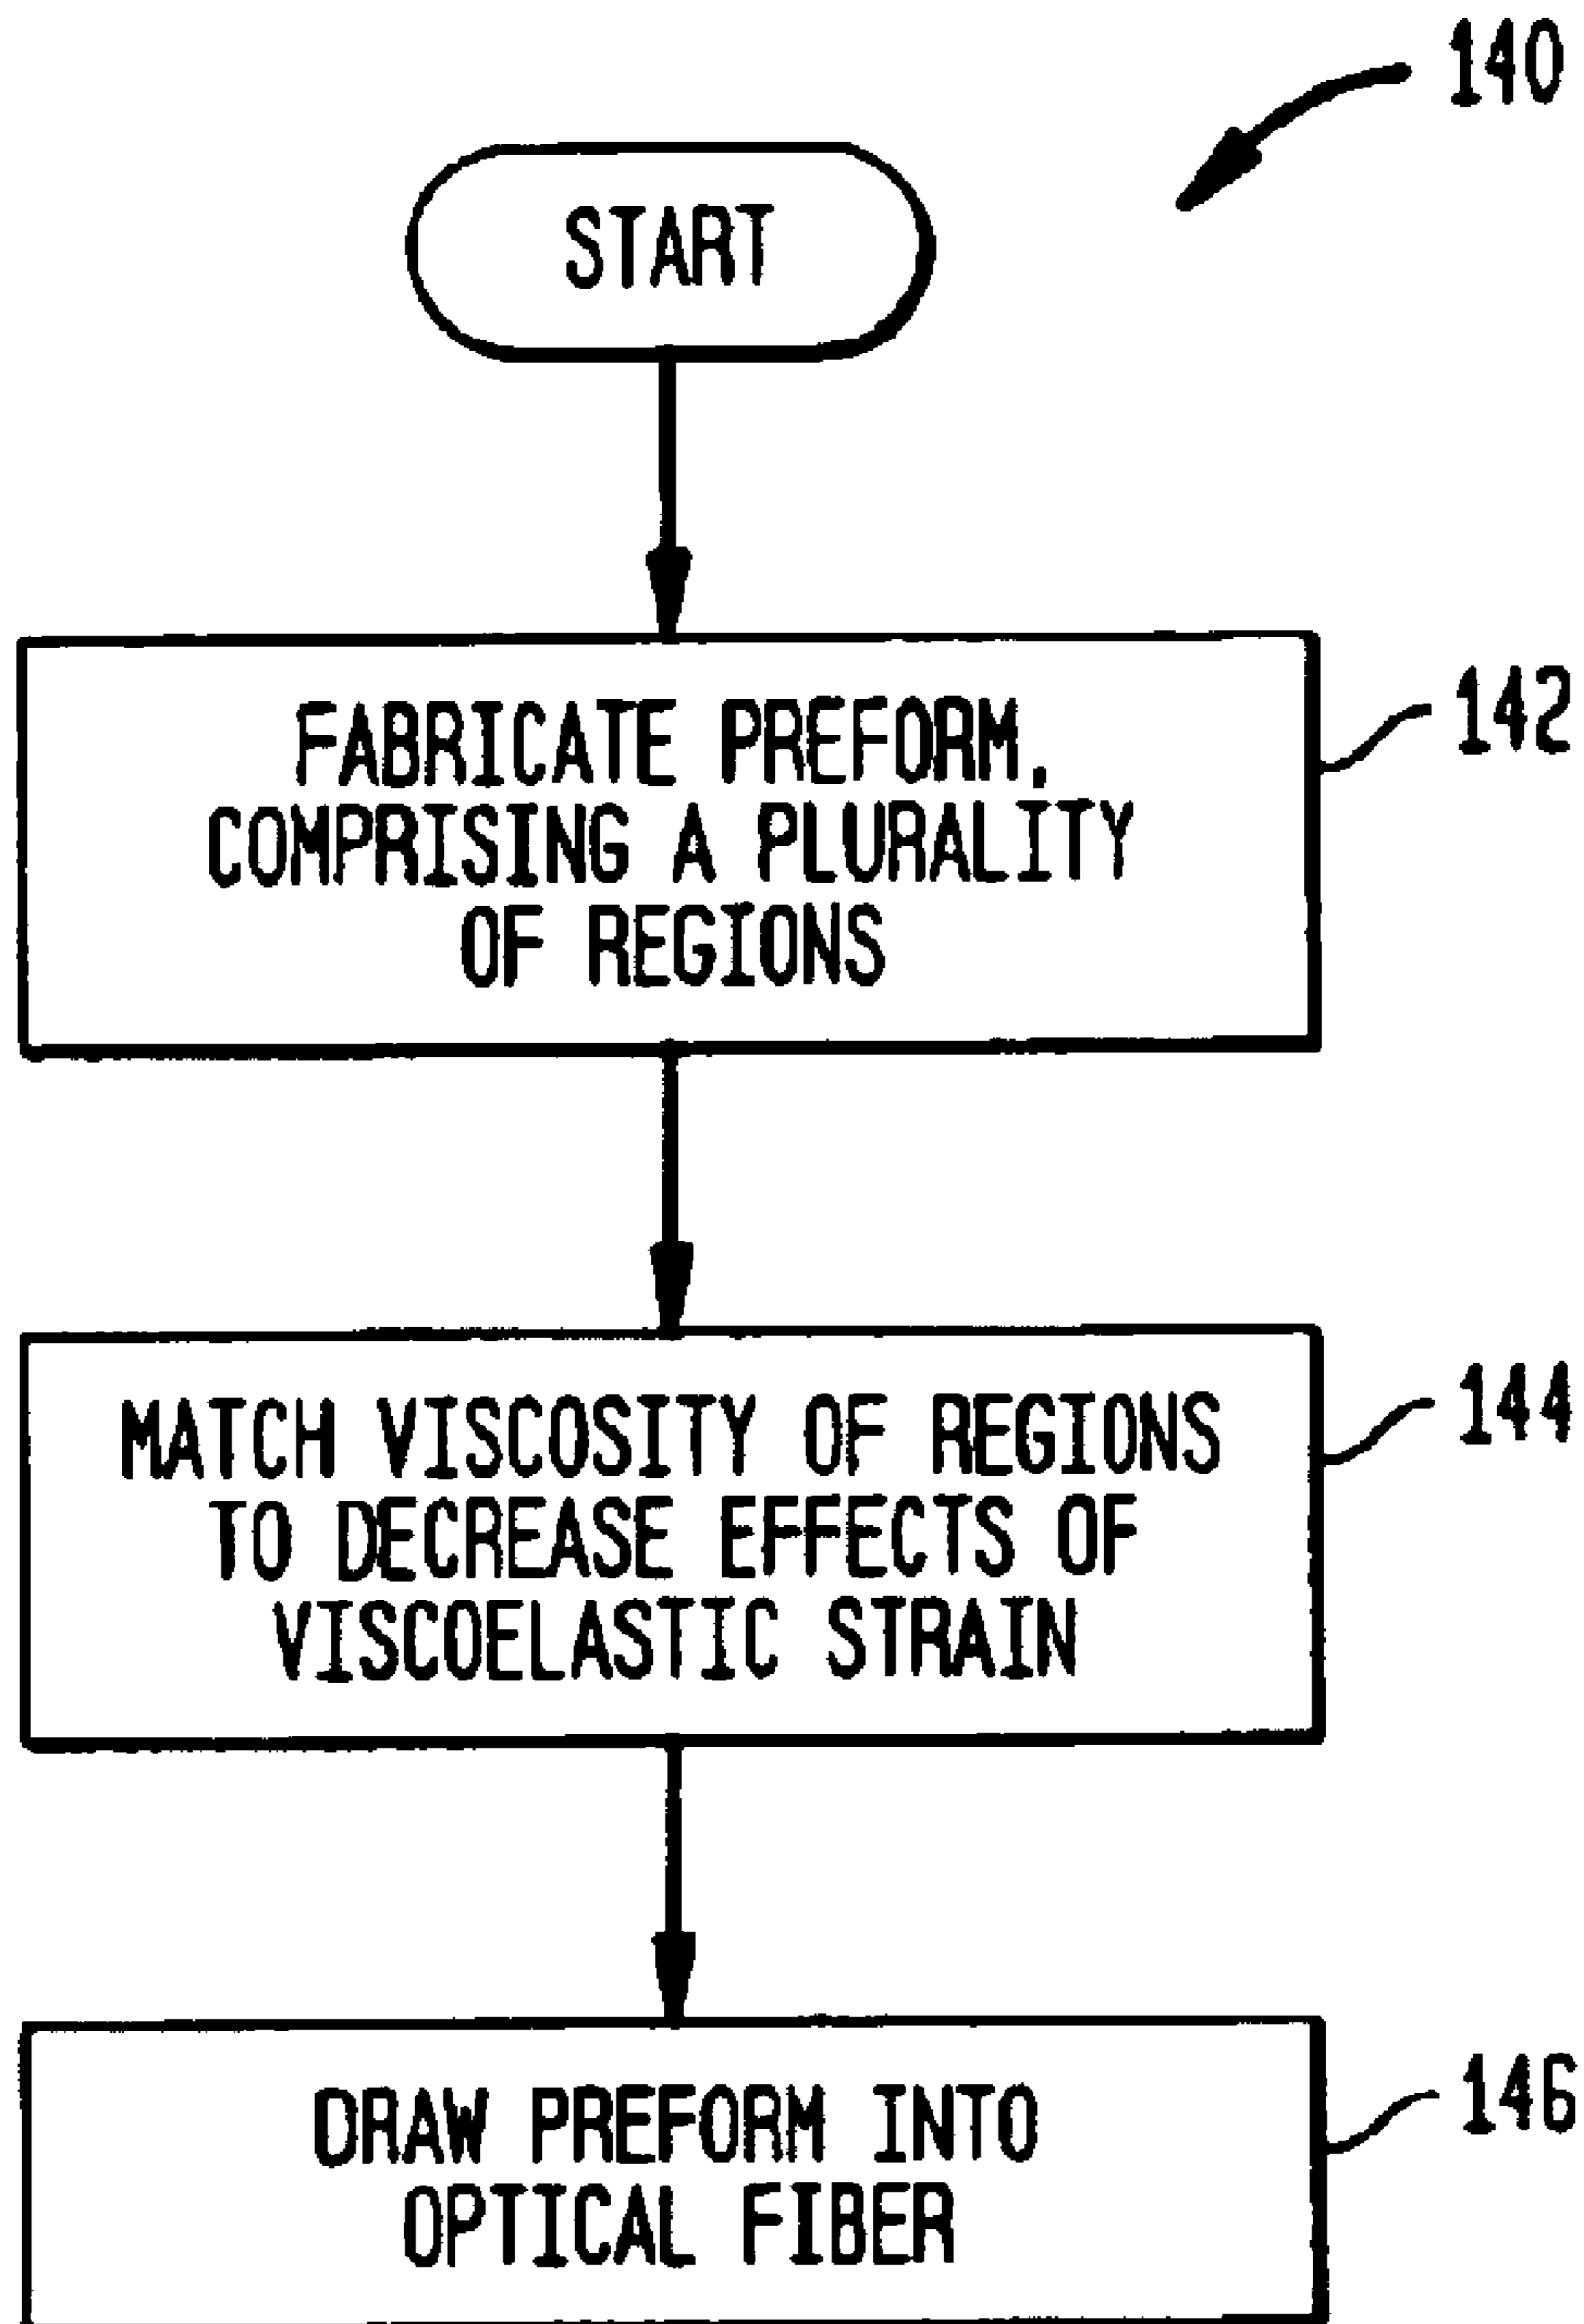 140
START
FABRICATE PREFORM,
COMPRISING A PLURALITY
OF REGIONS
142
MATCH VISCOSITY OF REGIONS
TO DECREASE EFFECTS OF
VISCOELASTIC STRAIN
144
DRAW PREFORM INTO
OPTICAL FIBER
146